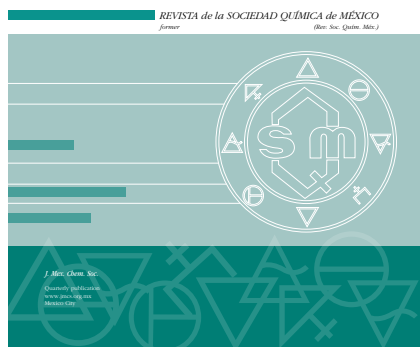 REVISTA de la SOCIEDAD QUÍMICA de MÉXICO
former (Rev. Soc. Quím. Méx.)
s m
J. Mex. Chem. Soc.
Quarterly publication
www.jmcs.org.mx
Mexico City